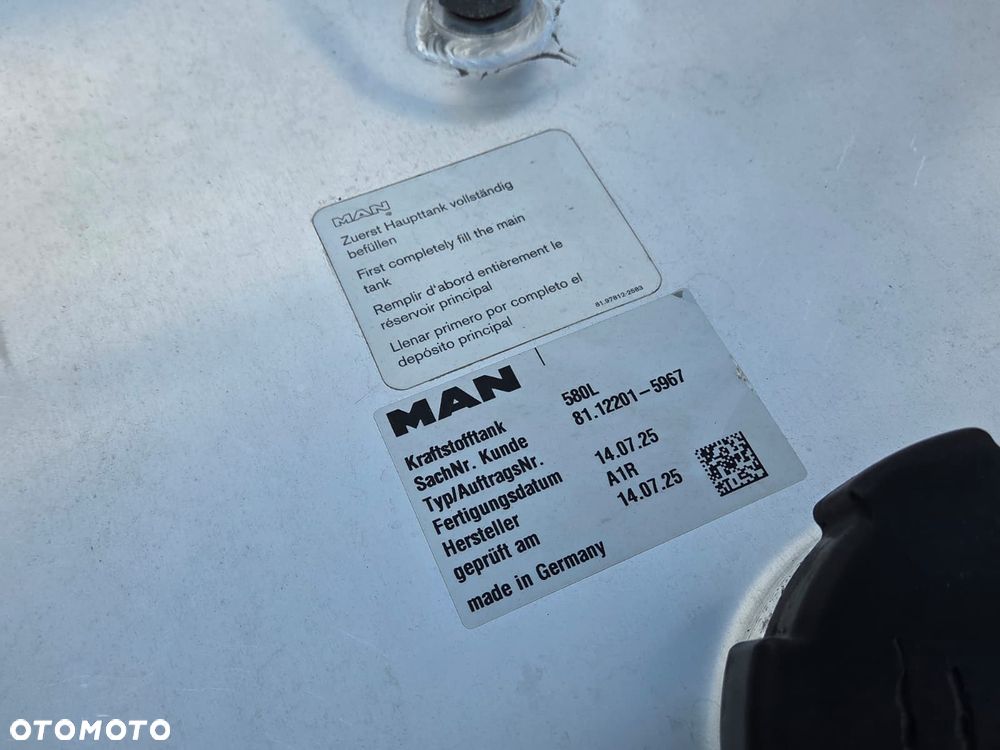 MAN
Zuerst Haupttank vollständig
befüllen
First completely fill the main
tank
Remplir d'abord entièrement le
réservoir principal
Llenar primero por completo el
depósito principal
81.97812-2583
MAN
Kraftstofftank 580L
SachNr. Kunde 81.12201-5967
Typ/AuftragsNr.
Fertigungsdatum 14.07.25
Hersteller A1R
geprüft am 14.07.25
made in Germany
OTOMOTO